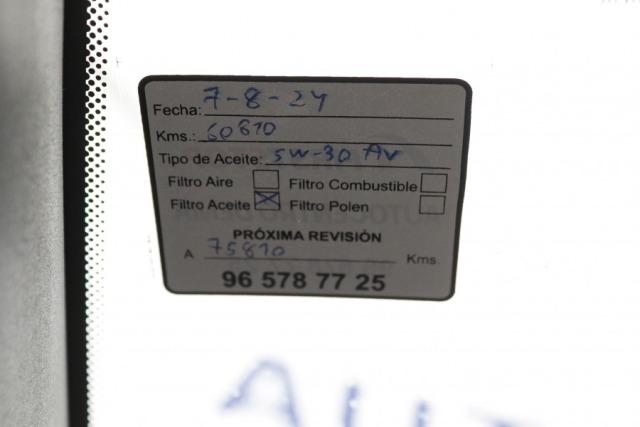 Fecha: 7-8-24
Kms.: 60810
Tipo de Aceite: 5W-30 AV
Filtro Aire Filtro Combustible
Filtro Aceite X Filtro Polen
PRÓXIMA REVISIÓN
A 75810 Kms.
96 578 77 25